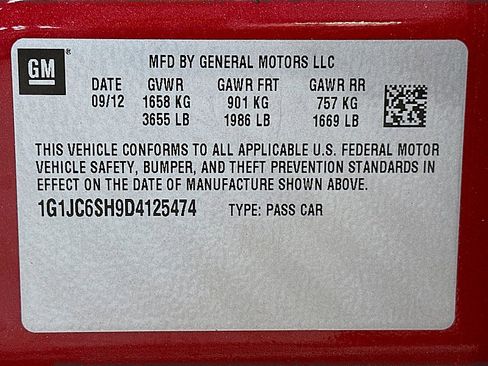 GM
®
MFD BY GENERAL MOTORS LLC
DATE GVWR GAWR FRT GAWR RR
09/12 1658 KG 901 KG 757 KG
3655 LB 1986 LB 1669 LB
THIS VEHICLE CONFORMS TO ALL APPLICABLE U.S. FEDERAL MOTOR
VEHICLE SAFETY, BUMPER, AND THEFT PREVENTION STANDARDS IN
EFFECT ON THE DATE OF MANUFACTURE SHOWN ABOVE.
1G1JC6SH9D4125474 TYPE: PASS CAR